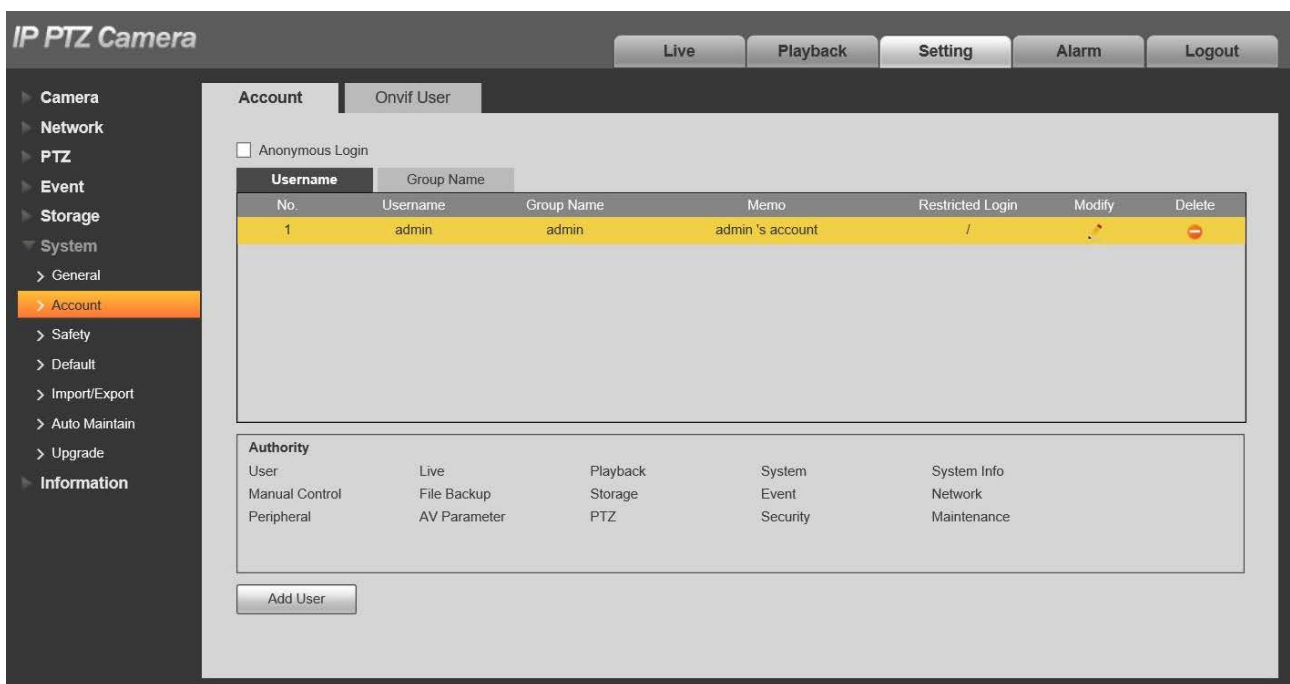 IP PTZ Camera
Live Playback Setting Alarm Logout
Camera
Network
PTZ
Event
Storage
System
General
Account
Safety
Default
Import/Export
Auto Maintain
Upgrade
Information
Account Onvif User
Anonymous Login
Username Group Name
No. Username Group Name Memo Restricted Login Modify Delete
1 admin admin admin 's account /
Authority
User Live Playback System System Info
Manual Control File Backup Storage Event Network
Peripheral AV Parameter PTZ Security Maintenance
Add User